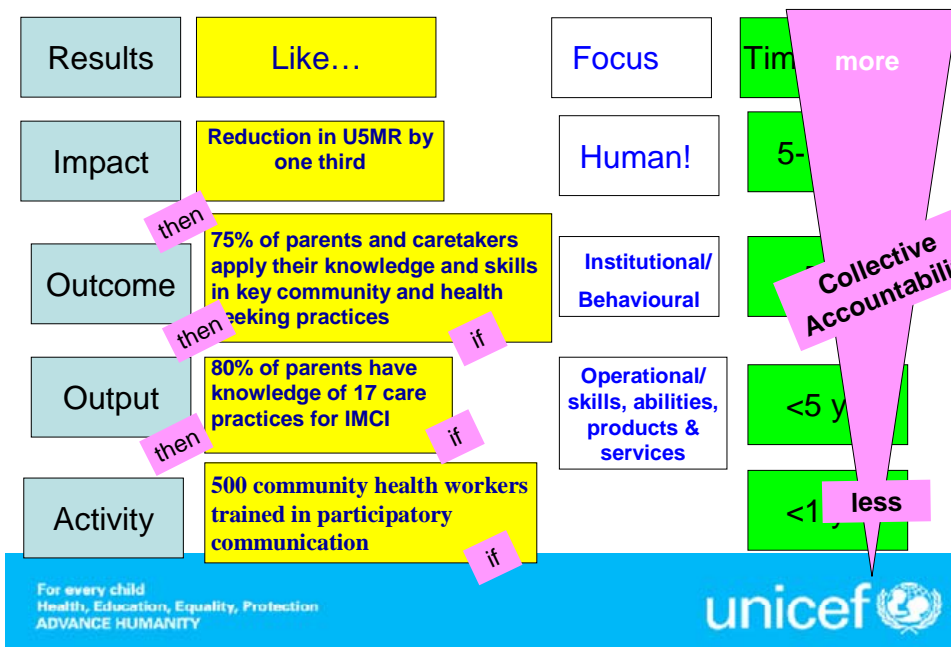 Results
Like…
Focus
Tim
more
Impact
Reduction in U5MR by
one third
Human!
5-
then
Outcome
75% of parents and caretakers
apply their knowledge and skills
in key community and health
eeking practices
Institutional/
Behavioural
Collective
Accountabili
then
if
Output
80% of parents have
knowledge of 17 care
practices for IMCI
Operational/
skills, abilities,
products &
services
<5 y
then
if
Activity
500 community health workers
trained in participatory
communication
<1 y
less
if
For every child
Health, Education, Equality, Protection
ADVANCE HUMANITY
unicef